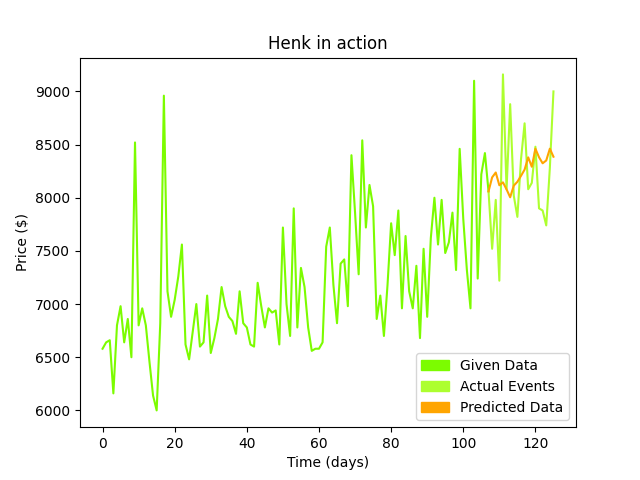 Henk in action
Price ($)
9000
8500
8000
7500
7000
6500
6000
0 20 40 60 80 100 120
Time (days)
Given Data
Actual Events
Predicted Data